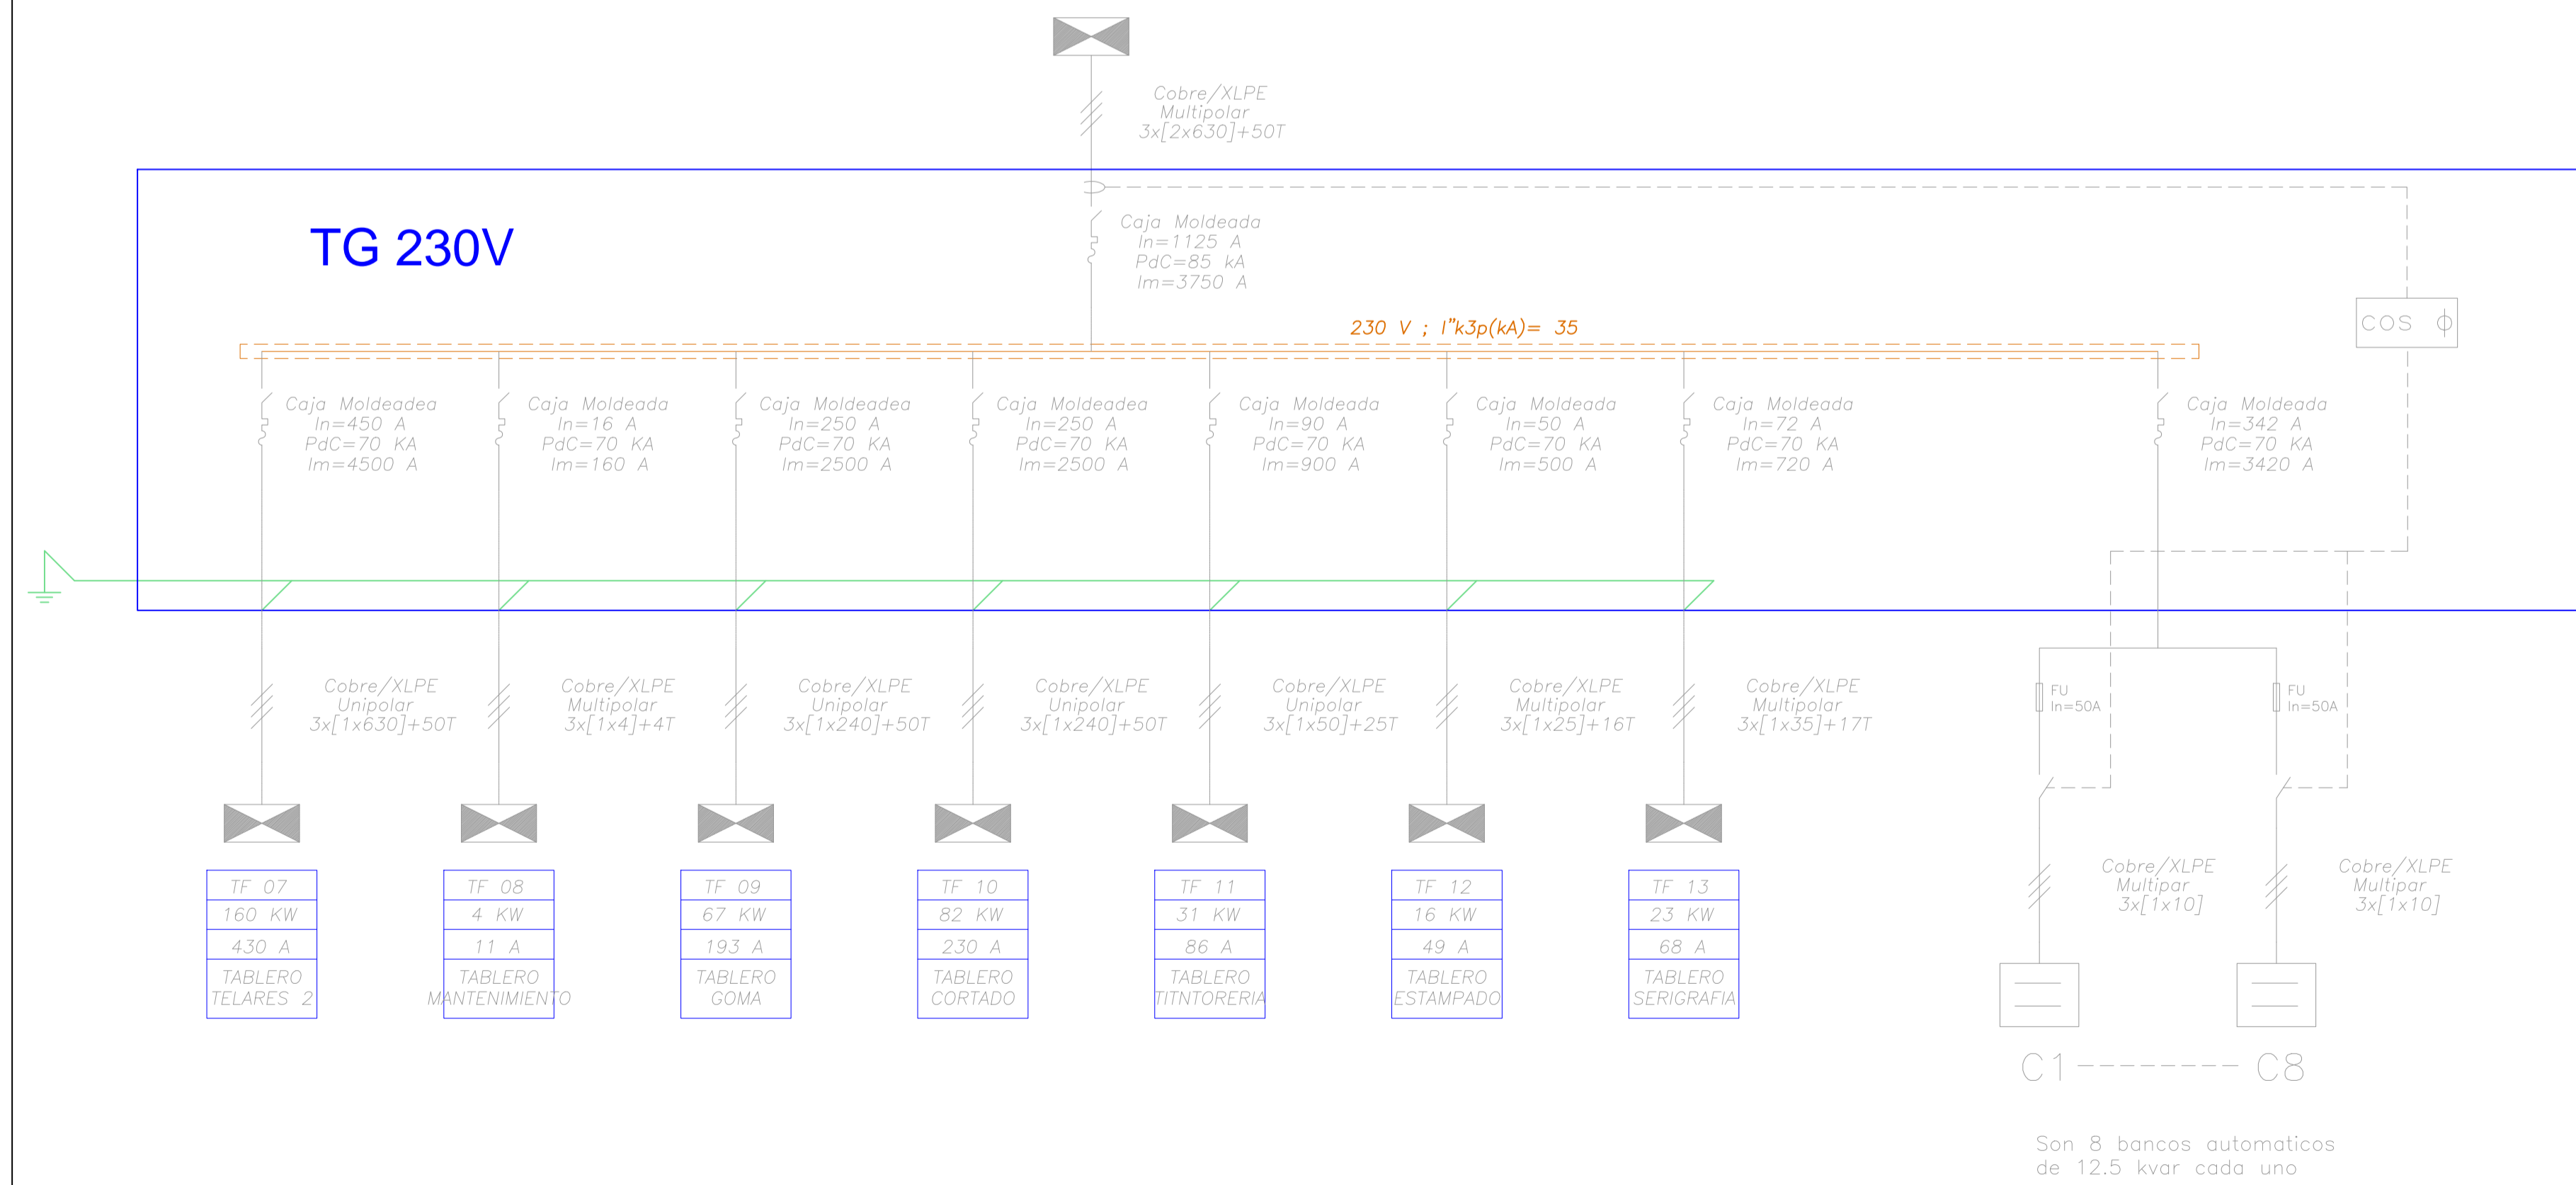 Cobre/XLPE
Multipolar
3x[2x630]+50T
TG 230V
Caja Moldeada
In=1125 A
PdC=85 kA
Im=3750 A
230 V ; I"k3p(kA)= 35
cos ϕ
Caja Moldeadea
In=450 A
PdC=70 KA
Im=4500 A
Caja Moldeada
In=16 A
PdC=70 KA
Im=160 A
Caja Moldeadea
In=250 A
PdC=70 KA
Im=2500 A
Caja Moldeadea
In=250 A
PdC=70 KA
Im=2500 A
Caja Moldeada
In=90 A
PdC=70 KA
Im=900 A
Caja Moldeada
In=50 A
PdC=70 KA
Im=500 A
Caja Moldeada
In=72 A
PdC=70 KA
Im=720 A
Caja Moldeada
In=342 A
PdC=70 KA
Im=3420 A
Cobre/XLPE
Unipolar
3x[1x630]+50T
Cobre/XLPE
Multipolar
3x[1x4]+4T
Cobre/XLPE
Unipolar
3x[1x240]+50T
Cobre/XLPE
Unipolar
3x[1x240]+50T
Cobre/XLPE
Unipolar
3x[1x50]+25T
Cobre/XLPE
Multipolar
3x[1x25]+16T
Cobre/XLPE
Multipolar
3x[1x35]+17T
FU
In=50A
FU
In=50A
TF 07
160 KW
430 A
TABLERO
TELARES 2
TF 08
4 KW
11 A
TABLERO
MANTENIMIENTO
TF 09
67 KW
193 A
TABLERO
GOMA
TF 10
82 KW
230 A
TABLERO
CORTADO
TF 11
31 KW
86 A
TABLERO
TITNTORERIA
TF 12
16 KW
49 A
TABLERO
ESTAMPADO
TF 13
23 KW
68 A
TABLERO
SERIGRAFIA
Cobre/XLPE
Multipar
3x[1x10]
Cobre/XLPE
Multipar
3x[1x10]
C1
C8
Son 8 bancos automaticos
de 12.5 kvar cada uno